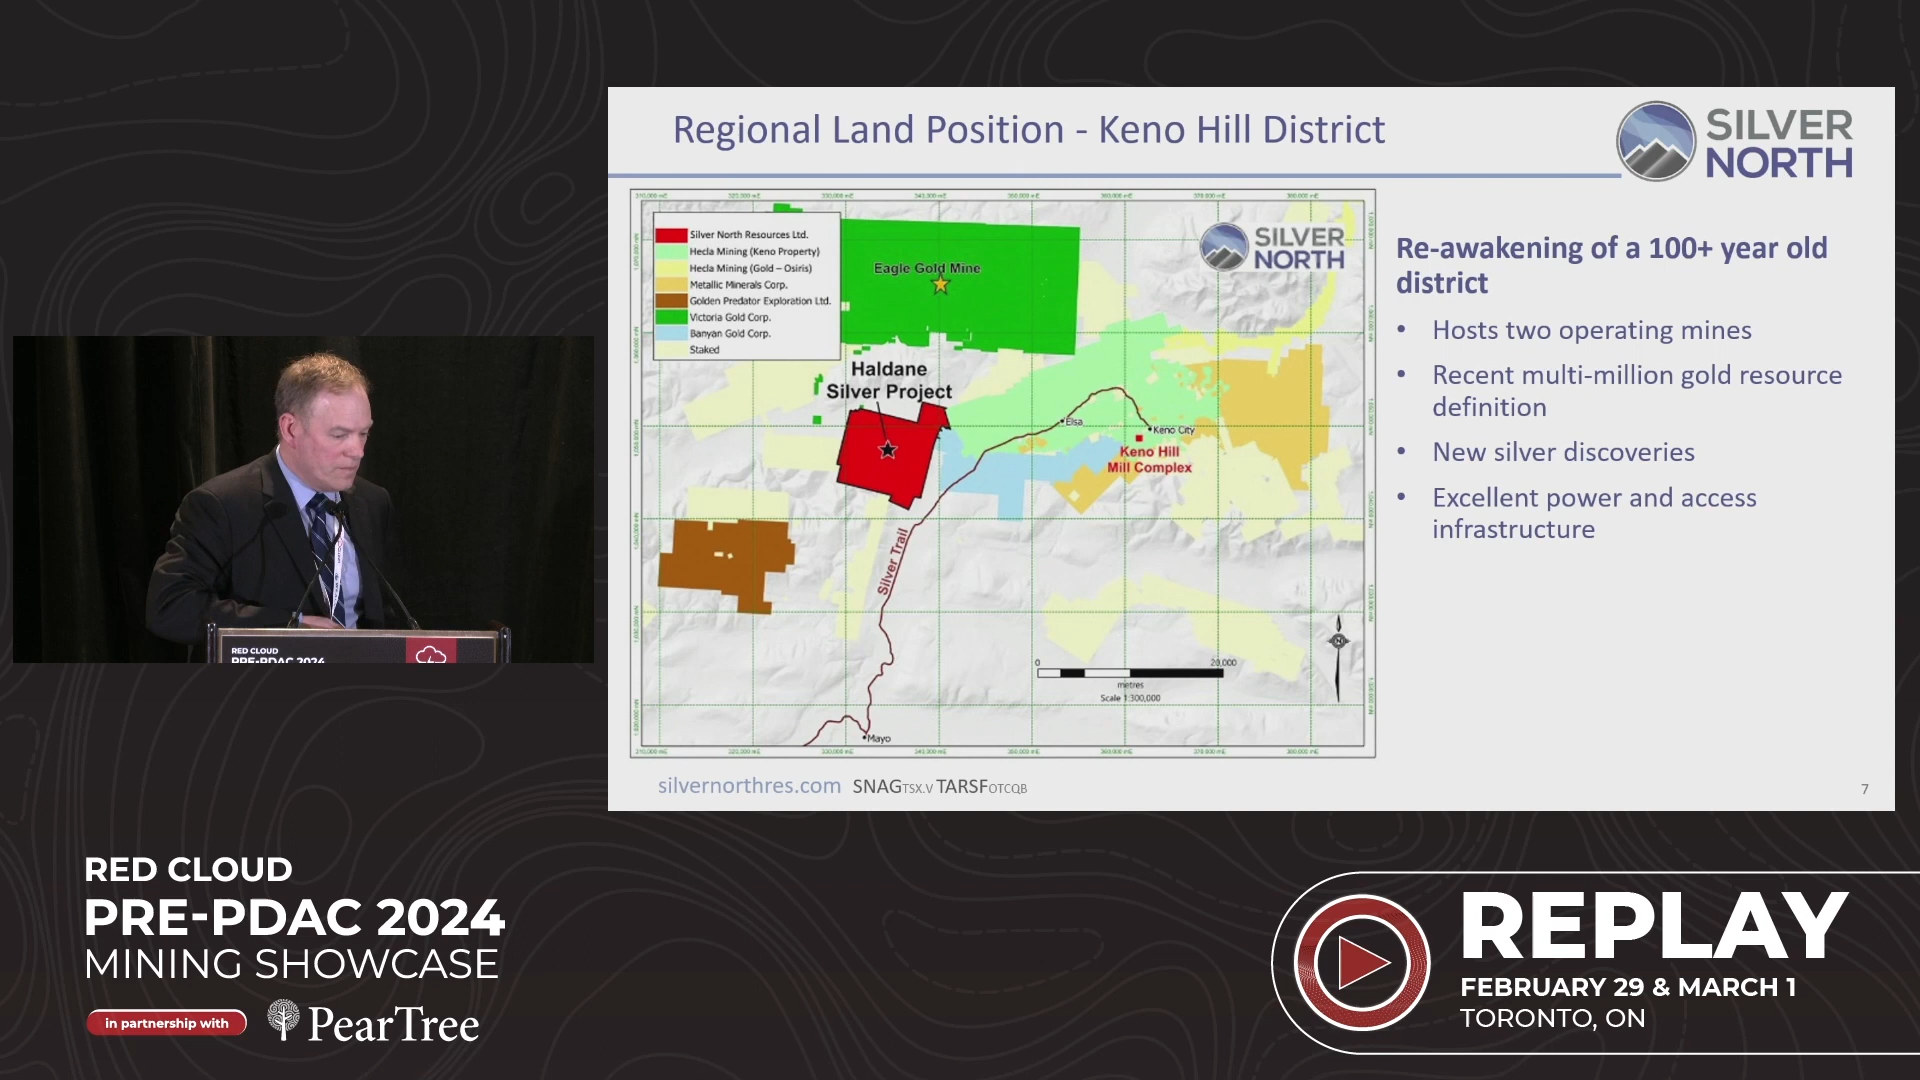 Regional Land Position - Keno Hill District
SILVER
NORTH
Silver North Resources Ltd.
Hecla Mining (Keno Property)
Hecla Mining (Gold – Osiris)
Metallic Minerals Corp.
Golden Predator Exploration Ltd.
Victoria Gold Corp.
Banyan Gold Corp.
Staked
Eagle Gold Mine
SILVER
NORTH
Haldane
Silver Project
Elsa
Keno City
Keno Hill
Mill Complex
Silver Trail
Mayo
0 20,000
metres
Scale 1:300,000
N
Re-awakening of a 100+ year old
district
• Hosts two operating mines
• Recent multi-million gold resource
definition
• New silver discoveries
• Excellent power and access
infrastructure
silvernorthres.com SNAGTSX.V TARSFOTCQB
7
RED CLOUD
PRE-PDAC 2024
RED CLOUD
PRE-PDAC 2024
MINING SHOWCASE
in partnership with
PearTree
REPLAY
FEBRUARY 29 & MARCH 1
TORONTO, ON